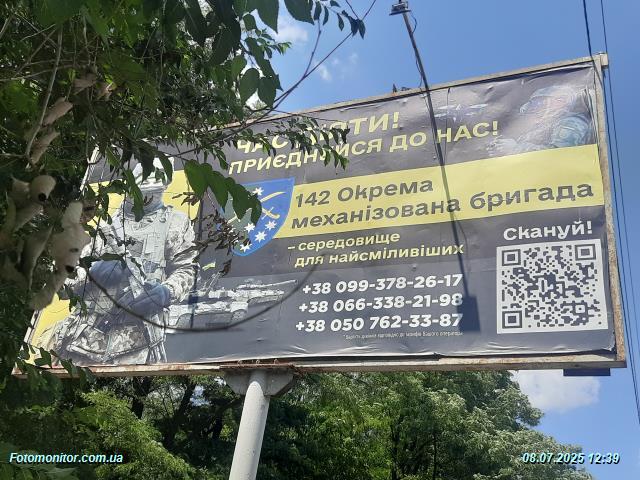 ПРИЄДНУЙСЯ ДО НАС!
142 Окрема
механізована бригада
– середовище
для найсміливіших
+38 099-378-26-17
+38 066-338-21-98
+38 050 762-33-87
Скануй!
Fotomonitor.com.ua
08.07.2025 12:39